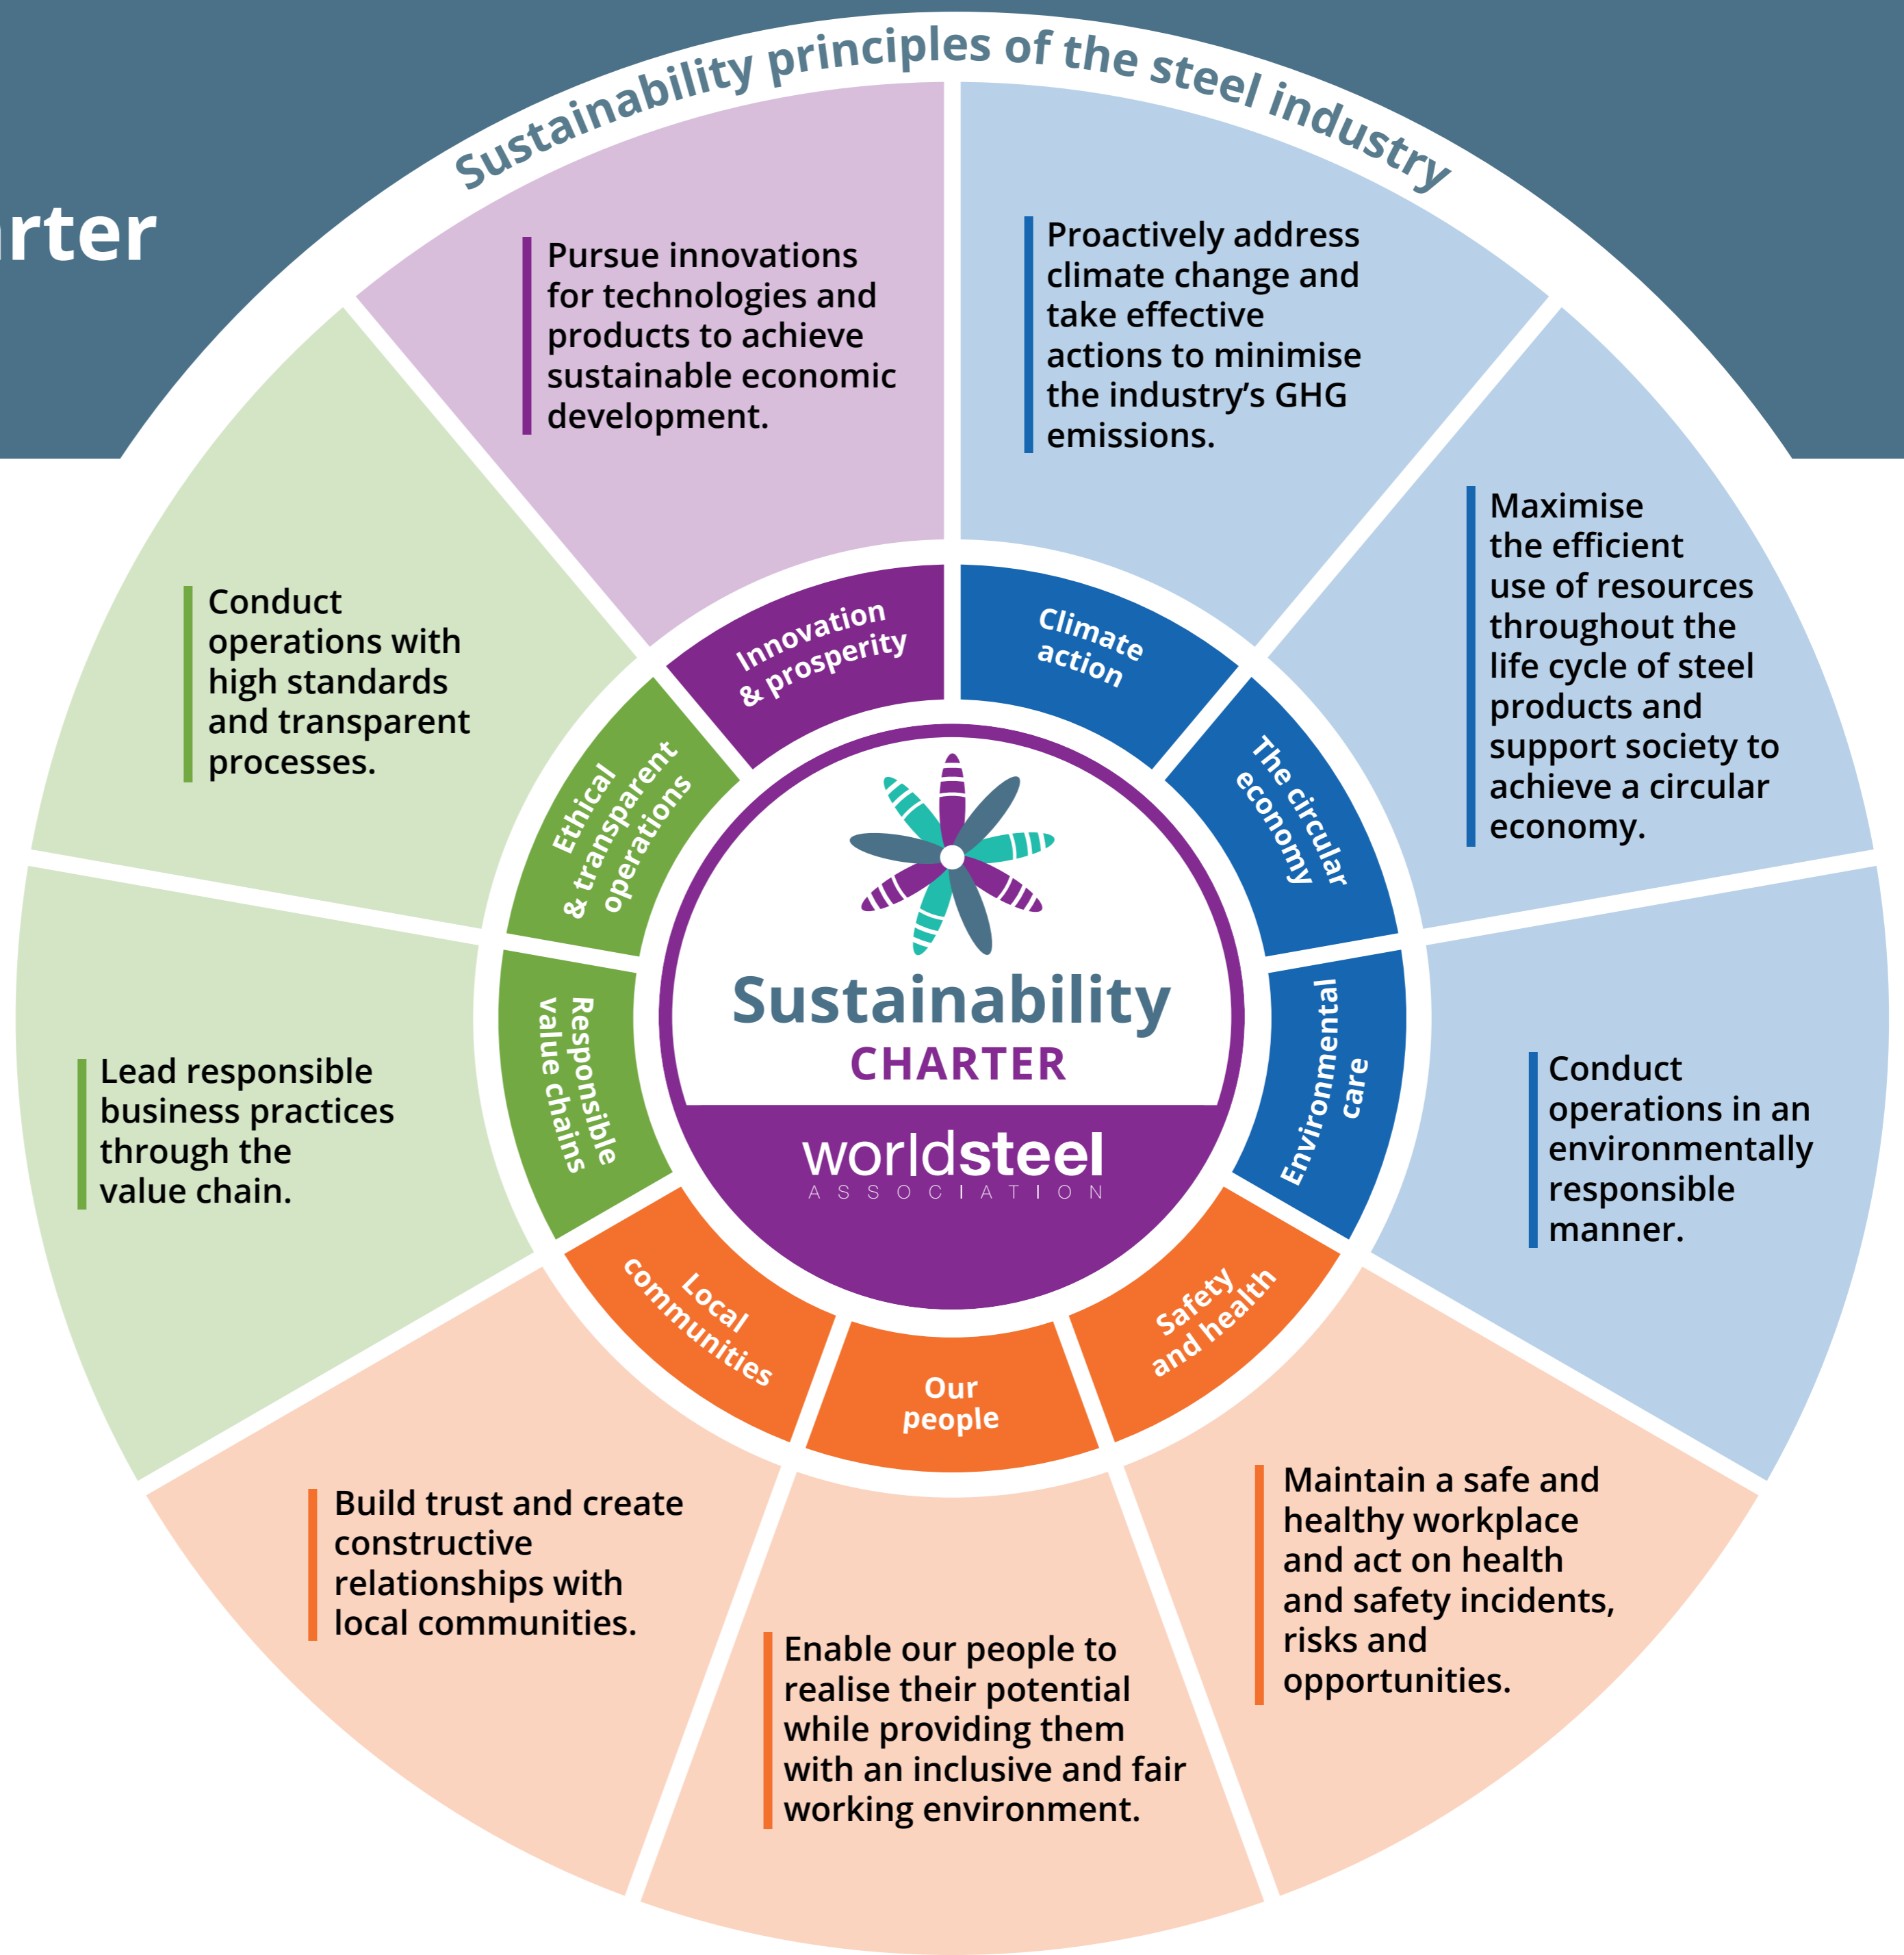 Sustainability principles of the steel industry
rter
Proactively address
climate change and
take effective
actions to minimise
the industry’s GHG
emissions.
Climate
action
Maximise
the efficient
use of resources
throughout the
life cycle of steel
products and
support society to
achieve a circular
economy.
The circular
economy
Conduct
operations in an
environmentally
responsible
manner.
Environmental
care
Maintain a safe and
healthy workplace
and act on health
and safety incidents,
risks and
opportunities.
Safety
and health
Enable our people to
realise their potential
while providing them
with an inclusive and fair
working environment.
Our
people
Build trust and create
constructive
relationships with
local communities.
Local
communities
Lead responsible
business practices
through the
value chain.
Responsible
value chains
Conduct
operations with
high standards
and transparent
processes.
Ethical
& transparent
operations
Pursue innovations
for technologies and
products to achieve
sustainable economic
development.
Innovation
& prosperity
Sustainability
CHARTER
worldsteel
ASSOCIATION